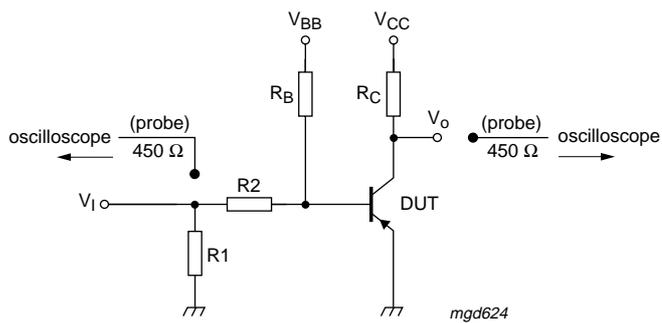 VBB VCC
RB RC
(probe) Vo (probe)
oscilloscope oscilloscope
450 Ω 450 Ω
R2
VI DUT
R1
mgd624